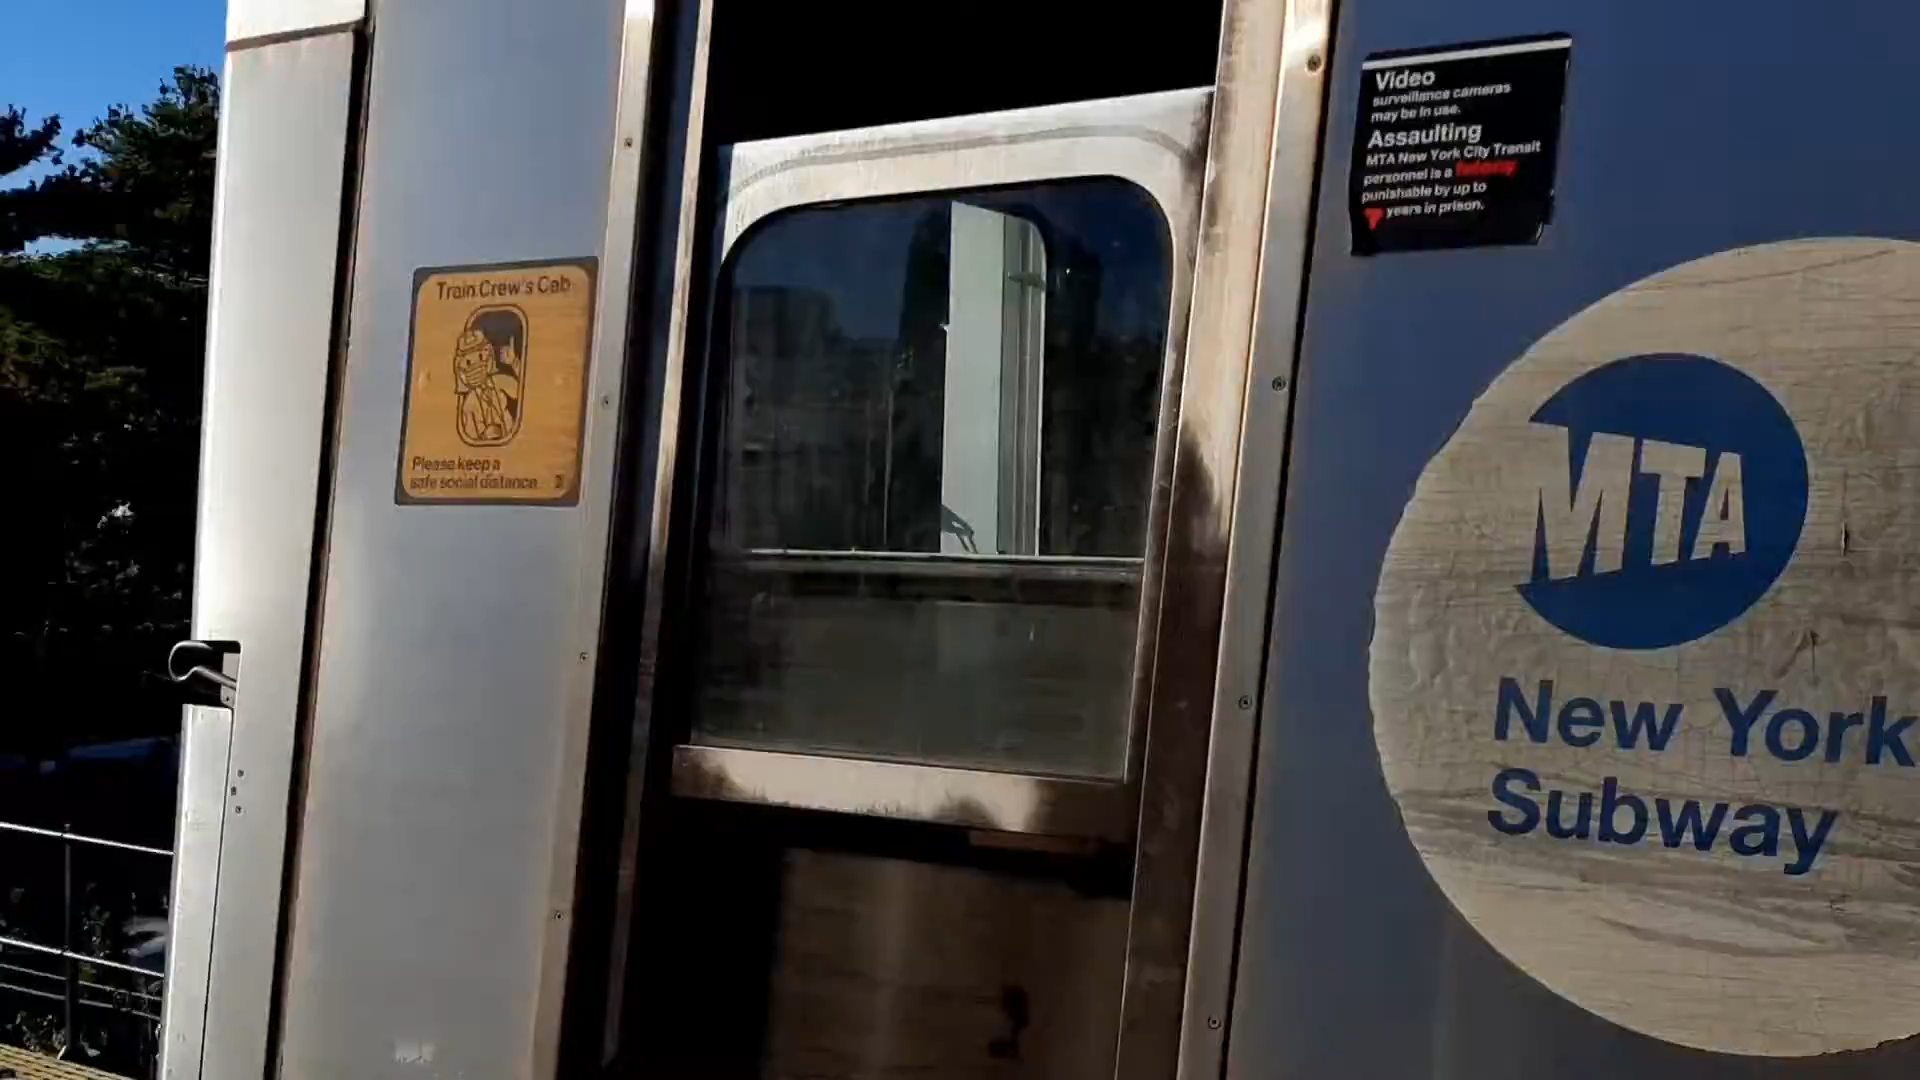 Train Crew's Cab
Please keep a
safe social distance.
Video
surveillance cameras
may be in use.
Assaulting
MTA New York City Transit
personnel is a felony
punishable by up to
7 years in prison.
MTA
New York
Subway